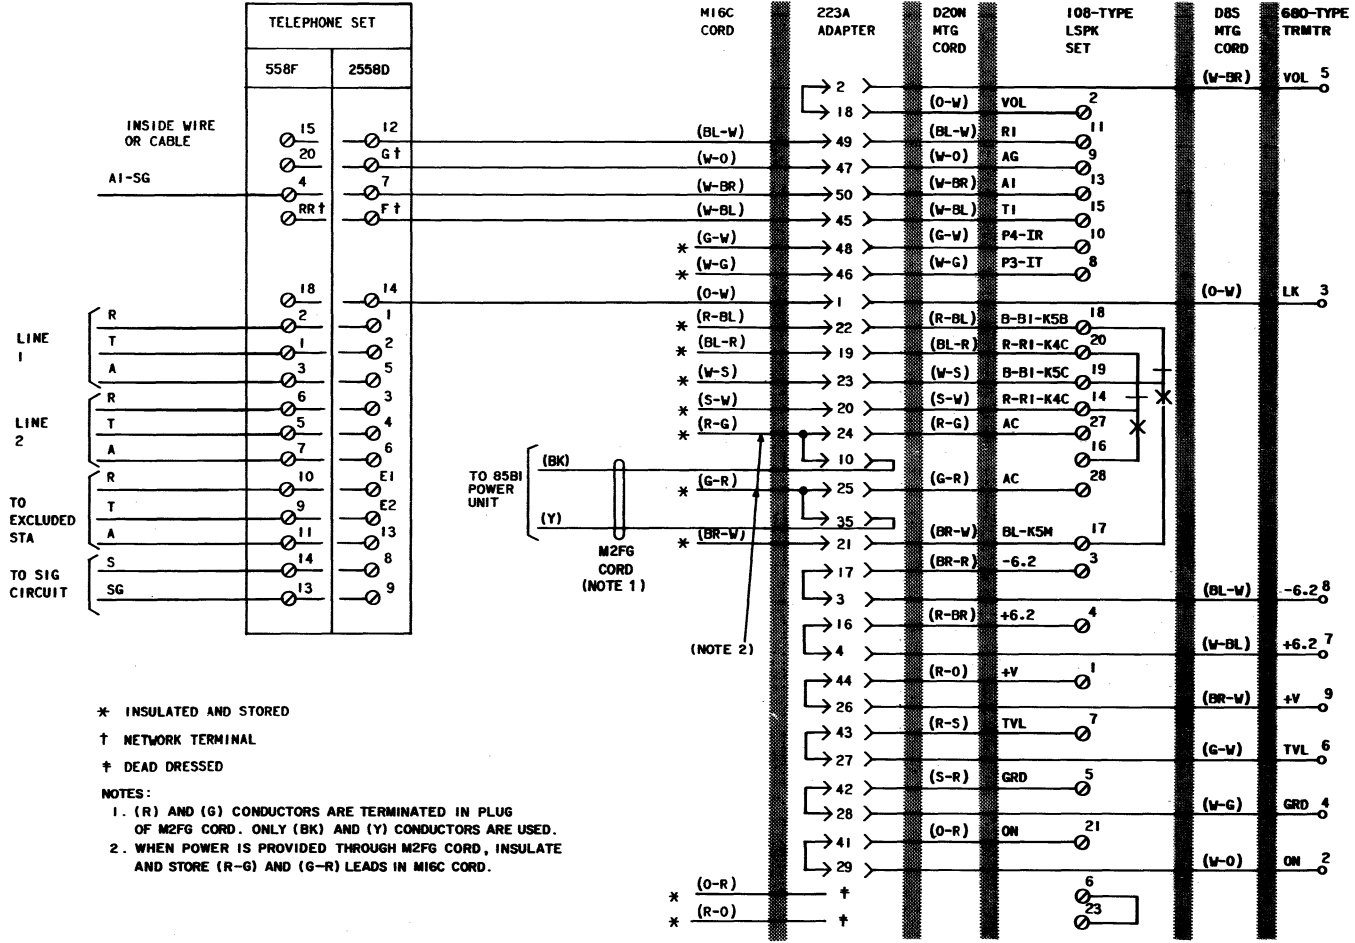 TELEPHONE SET
558F
2558D
M16C
CORD
223A
ADAPTER
D20N
MTG
CORD
108-TYPE
LSPK
SET
D8S
MTG
CORD
680-TYPE
TRMTR
2
(W-BR)
VOL 5
18
(O-W)
VOL
2
INSIDE WIRE
OR CABLE
15
12
(BL-W)
49
(BL-W)
R1
11
20
G†
(W-O)
47
(W-O)
AG
9
A1-SG
4
7
(W-BR)
50
(W-BR)
A1
13
RR†
F†
(W-BL)
45
(W-BL)
T1
15
* (G-W)
48
(G-W)
P4-IR
10
* (W-G)
46
(W-G)
P3-IT
8
18
14
(O-W)
1
(O-W)
LK 3
LINE
1
R
2
1
* (R-BL)
22
(R-BL)
B-B1-K5B
18
T
1
2
* (BL-R)
19
(BL-R)
R-R1-K4C
20
A
3
5
* (W-S)
23
(W-S)
B-B1-K5C
19
LINE
2
R
6
3
* (S-W)
20
(S-W)
R-R1-K4C
14
T
5
4
* (R-G)
24
(R-G)
AC
27
A
7
6
10
16
TO 85B1
POWER
UNIT
(BK)
(Y)
M2FG
CORD
(NOTE 1)
TO
EXCLUDED
STA
R
10
E1
* (G-R)
25
(G-R)
AC
28
T
9
E2
35
A
11
13
* (BR-W)
21
(BR-W)
BL-K5M
17
TO SIG
CIRCUIT
S
14
8
17
(BR-R)
-6.2
3
SG
13
9
3
(BL-W)
-6.2 8
16
(R-BR)
+6.2
4
(NOTE 2)
4
(W-BL)
+6.2 7
44
(R-O)
+V
1
26
(BR-W)
+V 9
43
(R-S)
TVL
7
27
(G-W)
TVL 6
42
(S-R)
GRD
5
28
(W-G)
GRD 4
41
(O-R)
ON
21
29
(W-O)
ON 2
* (O-R)
‡
6
* (R-O)
‡
23
* INSULATED AND STORED
† NETWORK TERMINAL
‡ DEAD DRESSED
NOTES:
1. (R) AND (G) CONDUCTORS ARE TERMINATED IN PLUG
OF M2FG CORD. ONLY (BK) AND (Y) CONDUCTORS ARE USED.
2. WHEN POWER IS PROVIDED THROUGH M2FG CORD, INSULATE
AND STORE (R-G) AND (G-R) LEADS IN M16C CORD.